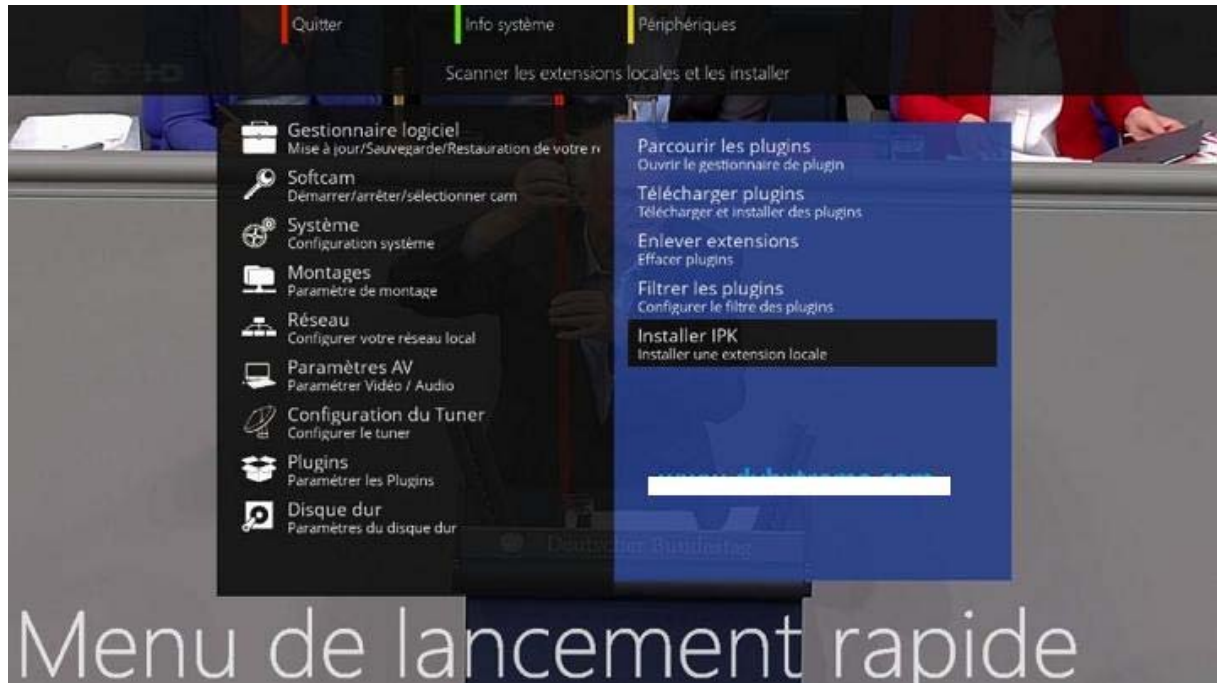 Quitter
Info système
Périphériques
Scanner les extensions locales et les installer
Gestionnaire logiciel
Mise à jour/Sauvegarde/Restauration de votre
Softcam
Démarrer/arrêter/sélectionner cam
Système
Configuration système
Montages
Paramètre de montage
Réseau
Configurer votre réseau local
Paramètres AV
Paramétrer Vidéo / Audio
Configuration du Tuner
Configurer le tuner
Plugins
Paramétrer les Plugins
Disque dur
Paramètres du disque dur
Parcourir les plugins
Ouvrir le gestionnaire de plugin
Télécharger plugins
Télécharger et installer des plugins
Enlever extensions
Effacer plugins
Filtrer les plugins
Configurer le filtre des plugins
Installer IPK
Installer une extension locale
Deutscher Bundestag
Menu de lancement rapide